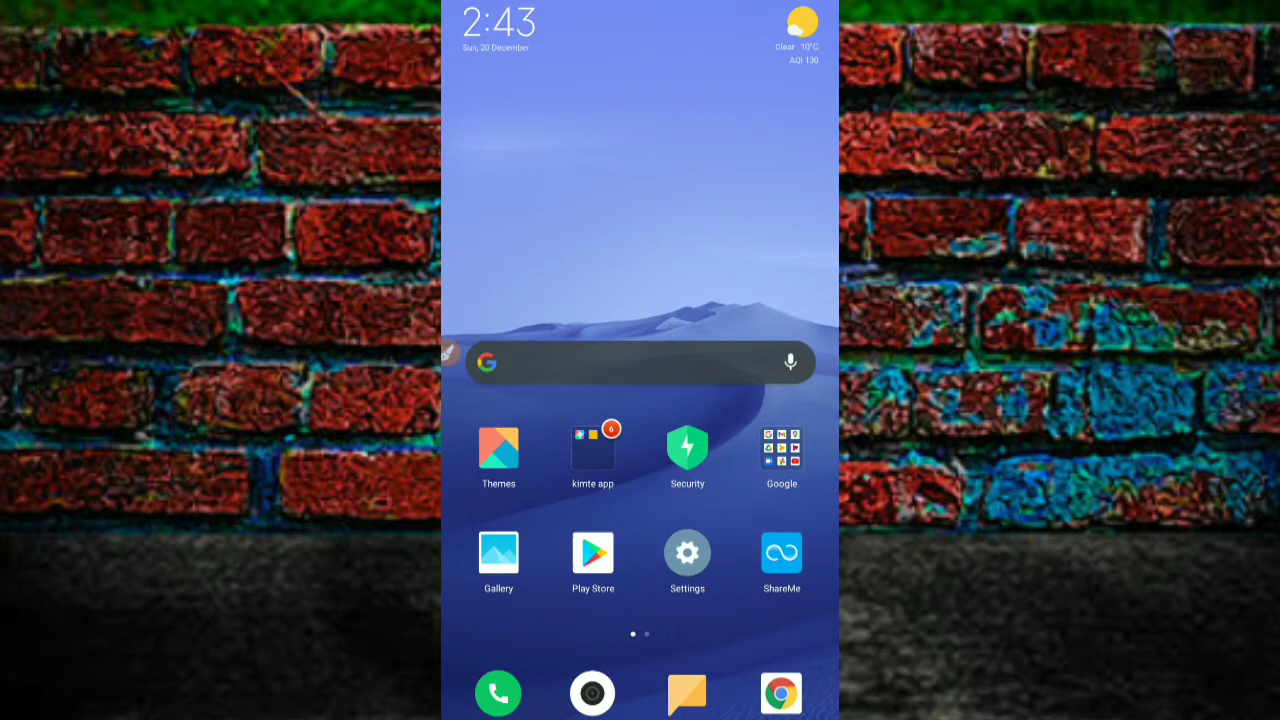 2:43
Sun, 20 December
Clear 10°C
AQI 130
6
Themes
kimte app
Security
Google
Gallery
Play Store
Settings
ShareMe